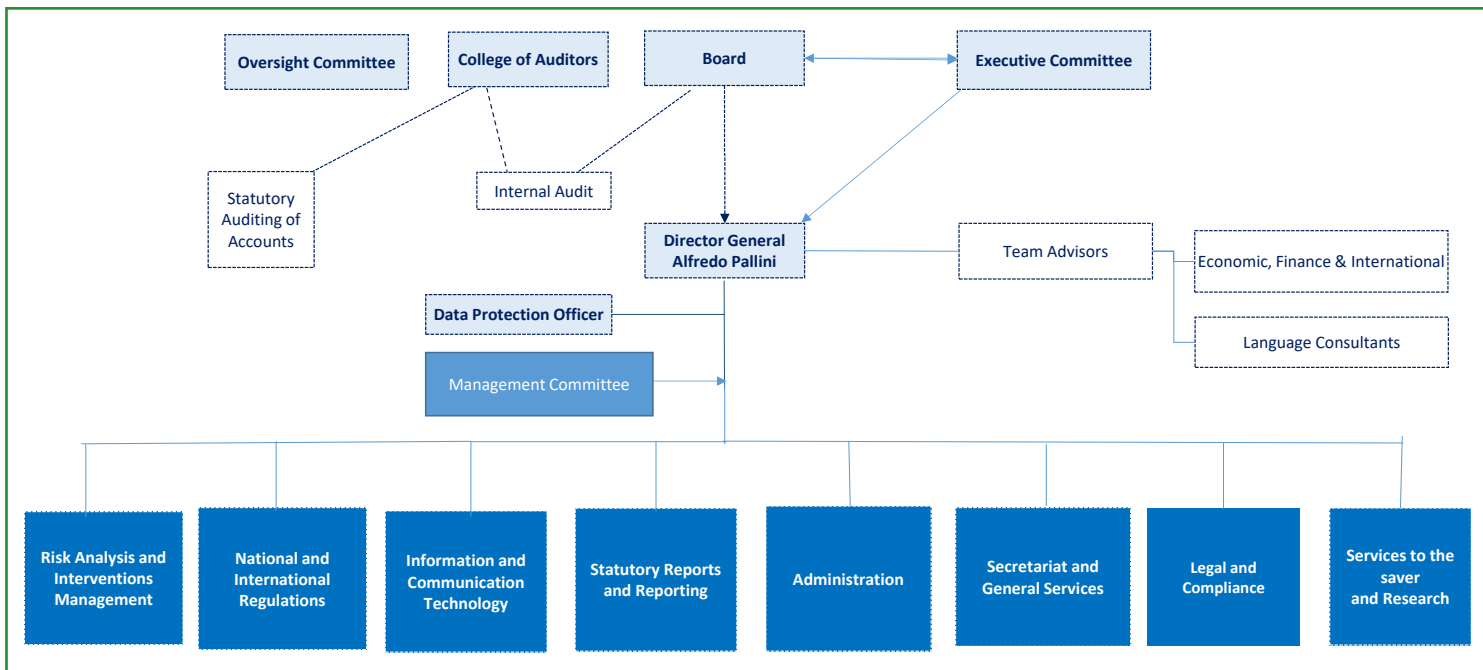 Oversight Committee
College of Auditors
Board
Executive Committee
Statutory
Auditing of
Accounts
Internal Audit
Director General
Alfredo Pallini
Team Advisors
Economic, Finance & International
Data Protection Officer
Language Consultants
Management Committee
Risk Analysis and
Interventions
Management
National and
International
Regulations
Information and
Communication
Technology
Statutory Reports
and Reporting
Administration
Secretariat and
General Services
Legal and
Compliance
Services to the
saver
and Research